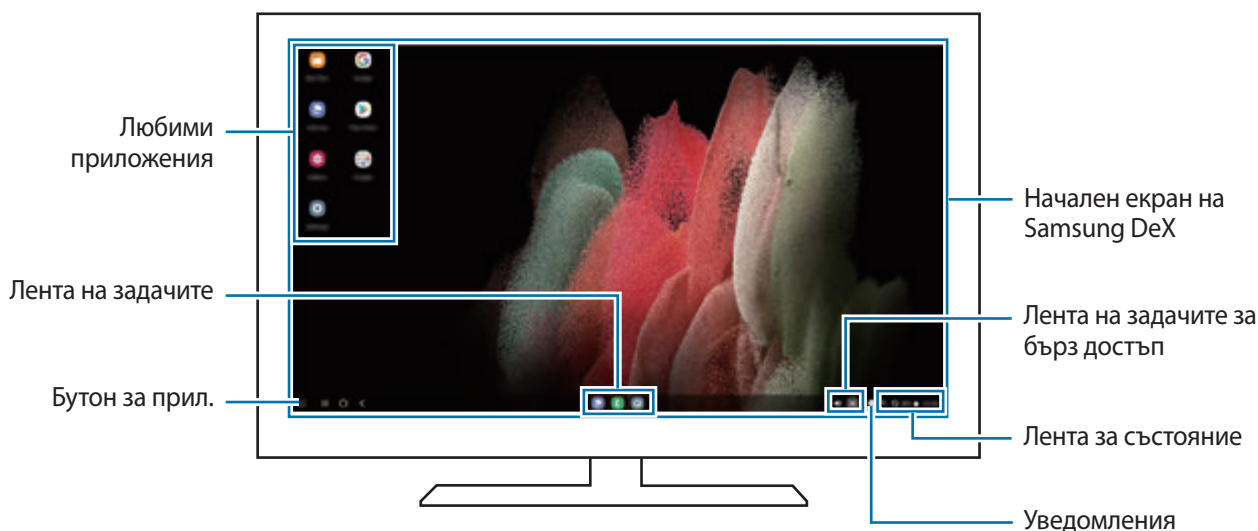 Любими
приложения
Лента на задачите
Бутон за прил.
Начален екран на
Samsung DeX
Лента на задачите за
бърз достъп
Лента за състояние
Уведомления